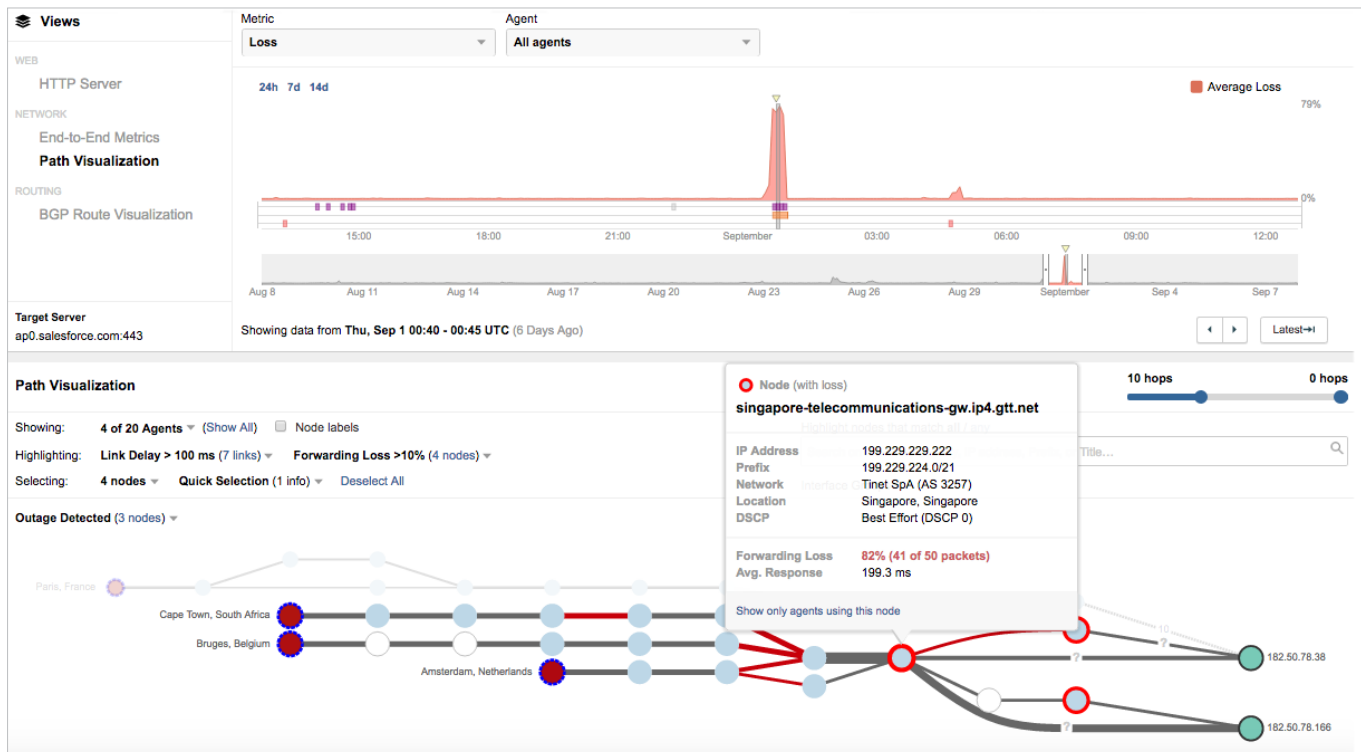 Views
WEB
HTTP Server
NETWORK
End-to-End Metrics
Path Visualization
ROUTING
BGP Route Visualization
Target Server
ap0.salesforce.com:443
Metric
Agent
Loss
All agents
24h 7d 14d
Average Loss
79%
0%
15:00 18:00 21:00 September 03:00 06:00 09:00 12:00
Aug 8 Aug 11 Aug 14 Aug 17 Aug 20 Aug 23 Aug 26 Aug 29 September Sep 4 Sep 7
Showing data from Thu, Sep 1 00:40 - 00:45 UTC (6 Days Ago)
Latest
Path Visualization
10 hops 0 hops
Showing: 4 of 20 Agents (Show All) Node labels
Highlighting: Link Delay > 100 ms (7 links) Forwarding Loss >10% (4 nodes)
Selecting: 4 nodes Quick Selection (1 info) Deselect All
Outage Detected (3 nodes)
Node (with loss)
singapore-telecommunications-gw.ip4.gtt.net
Highlight nodes that match all / any
Title...
IP Address 199.229.229.222
Prefix 199.229.224.0/21
Network Tinet SpA (AS 3257)
Location Singapore, Singapore
DSCP Best Effort (DSCP 0)
Forwarding Loss 82% (41 of 50 packets)
Avg. Response 199.3 ms
Show only agents using this node
Paris, France
Cape Town, South Africa
Bruges, Belgium
Amsterdam, Netherlands
10
?
?
182.50.78.38
?
182.50.78.166